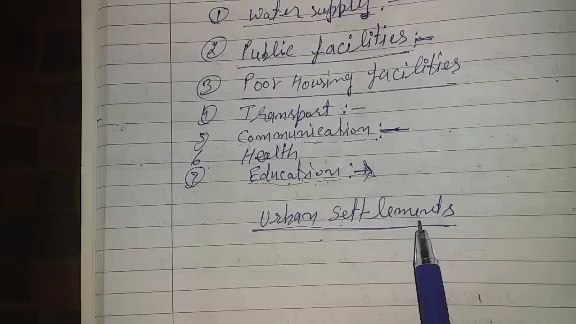 ① Water supply :-
② Public facilities :-
③ Poor Housing facilities
④ Transport :-
5 Communication :-
6 Health
⑦ Education :→
Urban Settlements